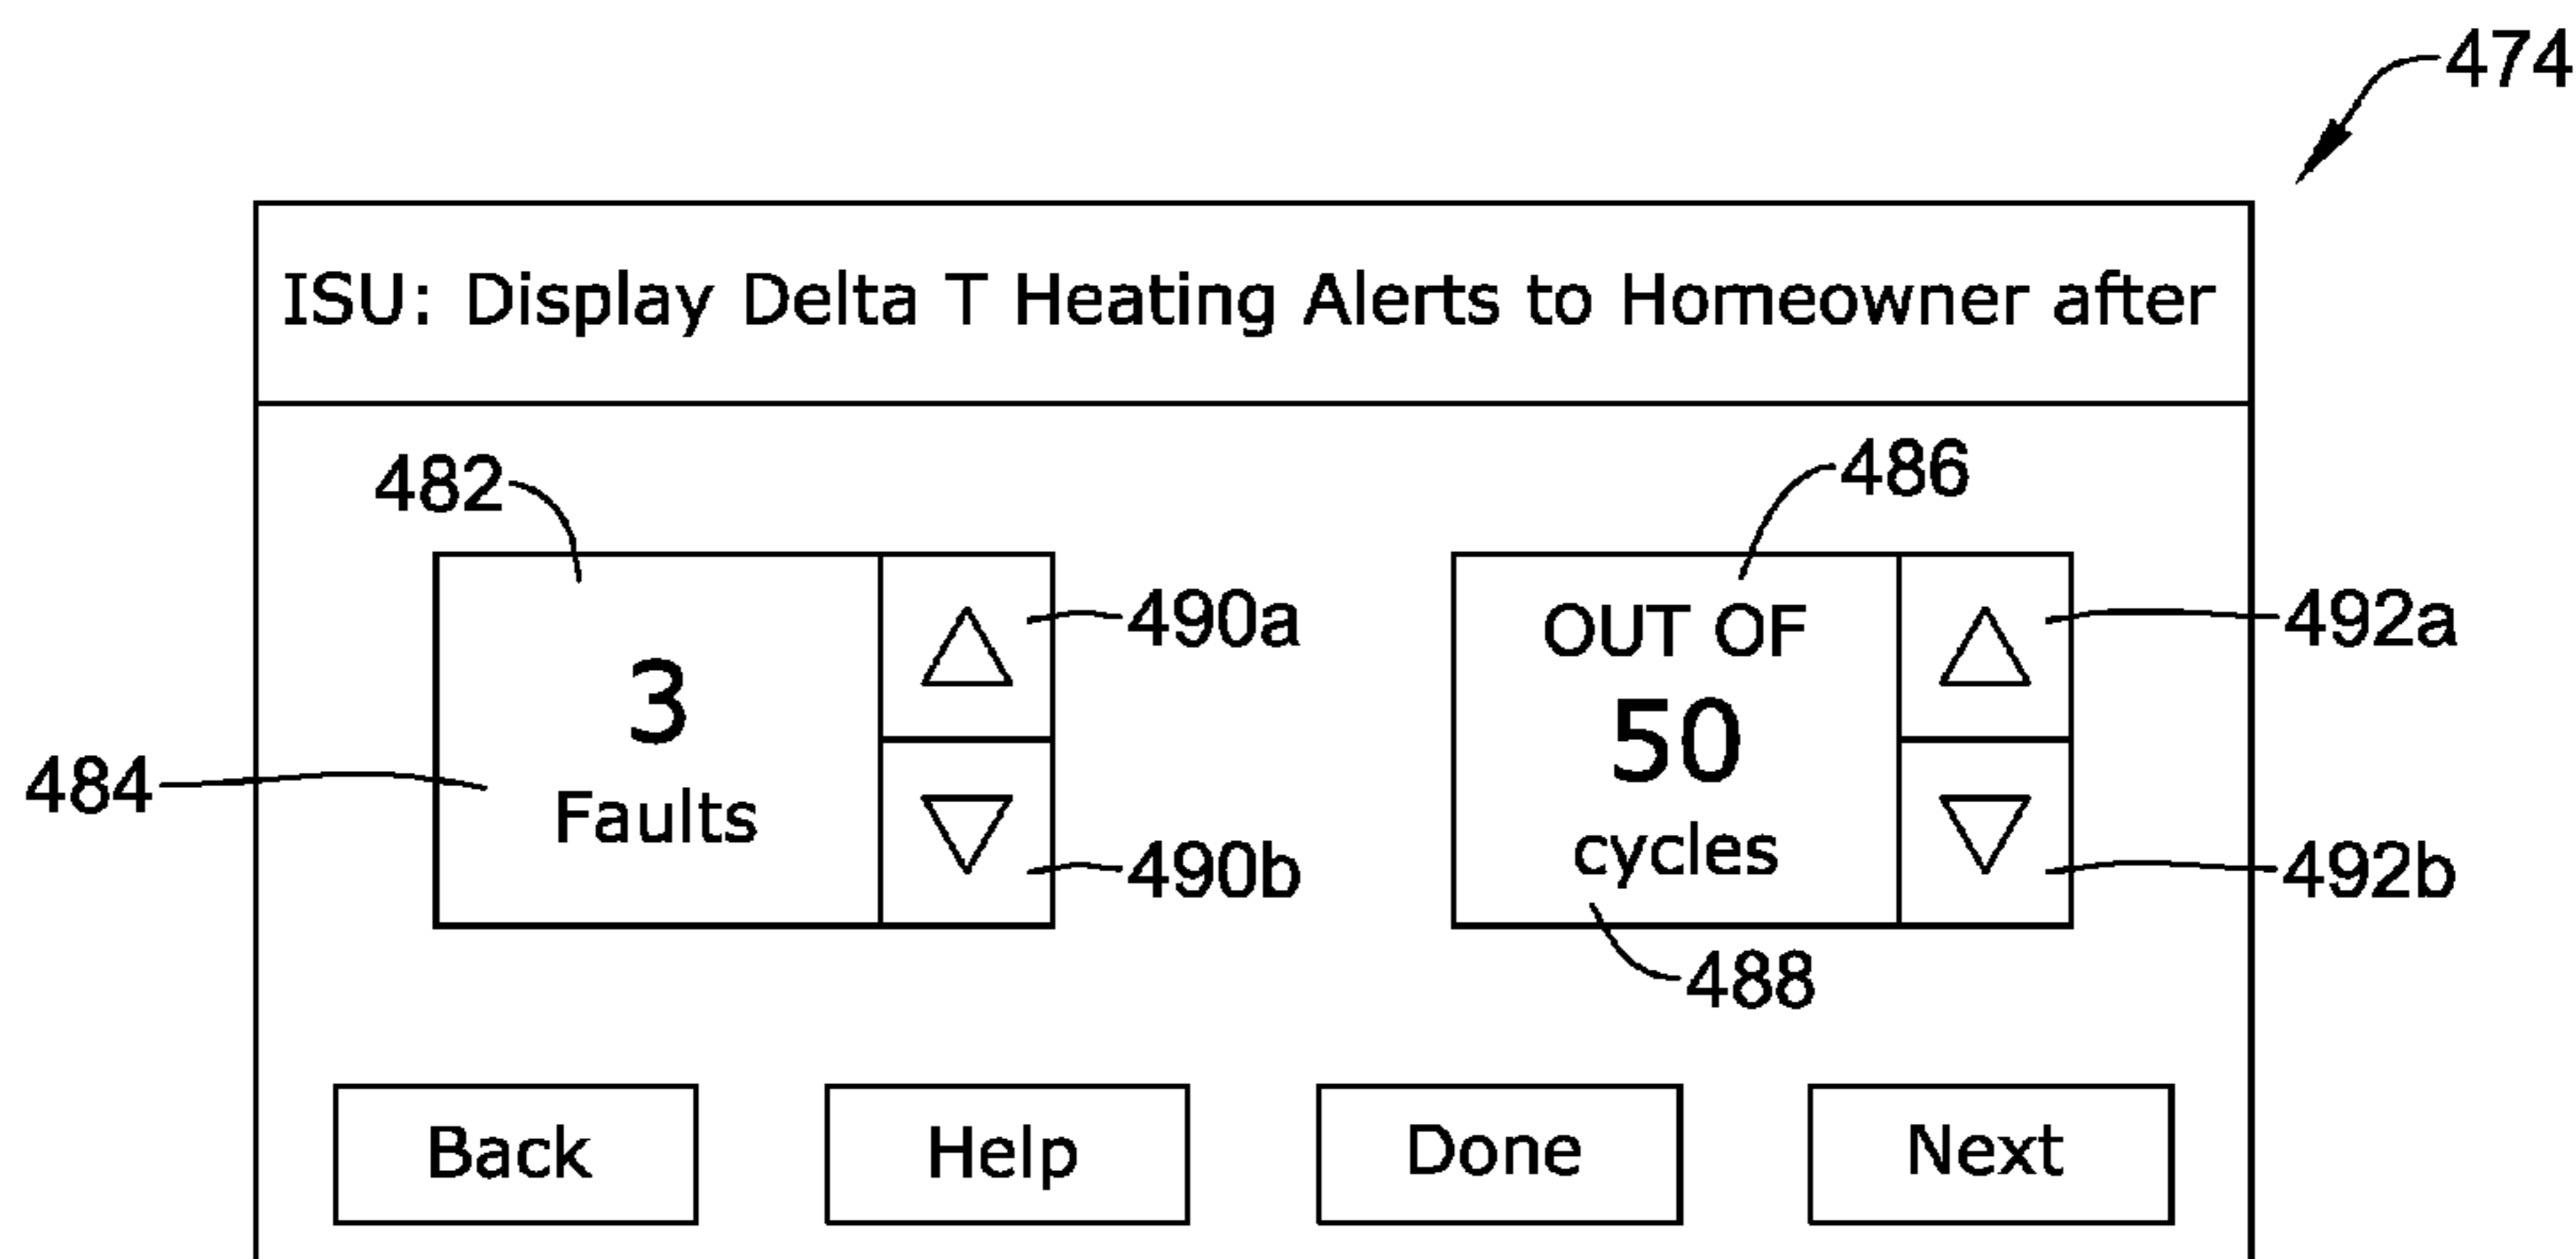 474
ISU: Display Delta T Heating Alerts to Homeowner after
482
486
3
Faults
484
490a
490b
OUT OF
50
cycles
492a
492b
488
Back
Help
Done
Next